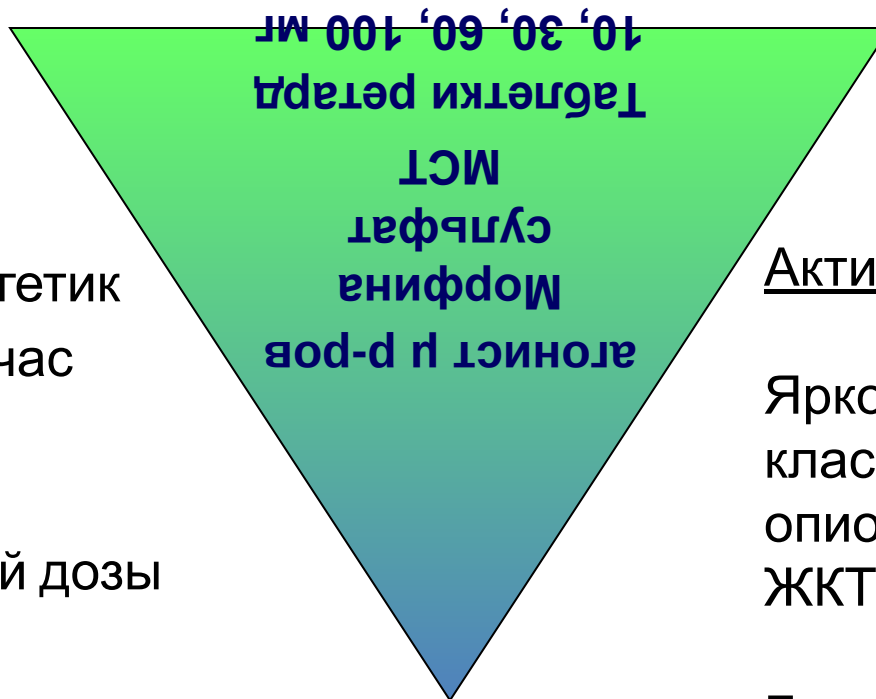 агонист µ р-ров
Морфина
сульфат
МСТ
Таблетки ретард
10, 30, 60, 100 мг
гетик
час
й дозы
Акти
Ярко
клас
опио
ЖКТ